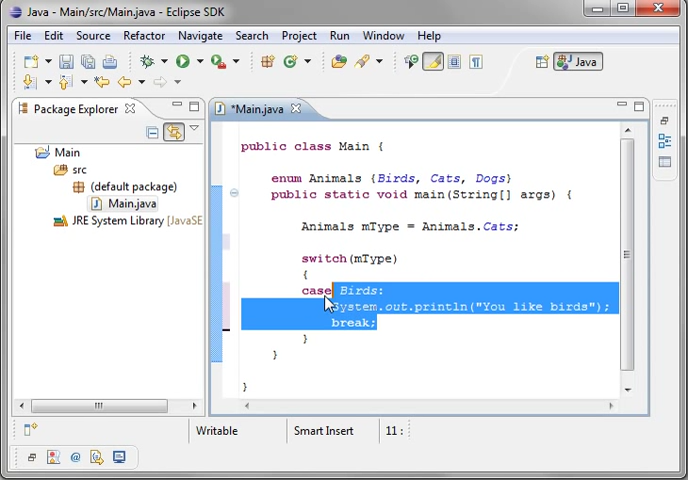 Java - Main/src/Main.java - Eclipse SDK
File Edit Source Refactor Navigate Search Project Run Window Help
Java
Package Explorer
*Main.java
Main
src
(default package)
Main.java
JRE System Library [JavaSE
public class Main {
enum Animals {Birds, Cats, Dogs}
public static void main(String[] args) {
Animals mType = Animals.Cats;
switch(mType)
{
case Birds:
System.out.println("You like birds");
break;
}
}
}
Writable Smart Insert 11 :